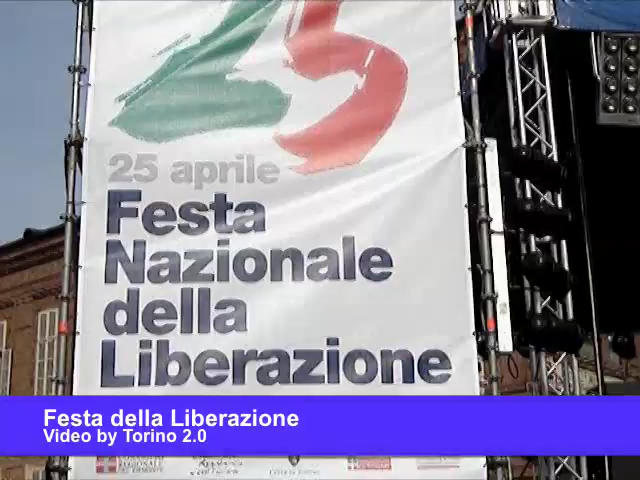 25
25 aprile
Festa
Nazionale
della
Liberazione
Festa della Liberazione
Video by Torino 2.0